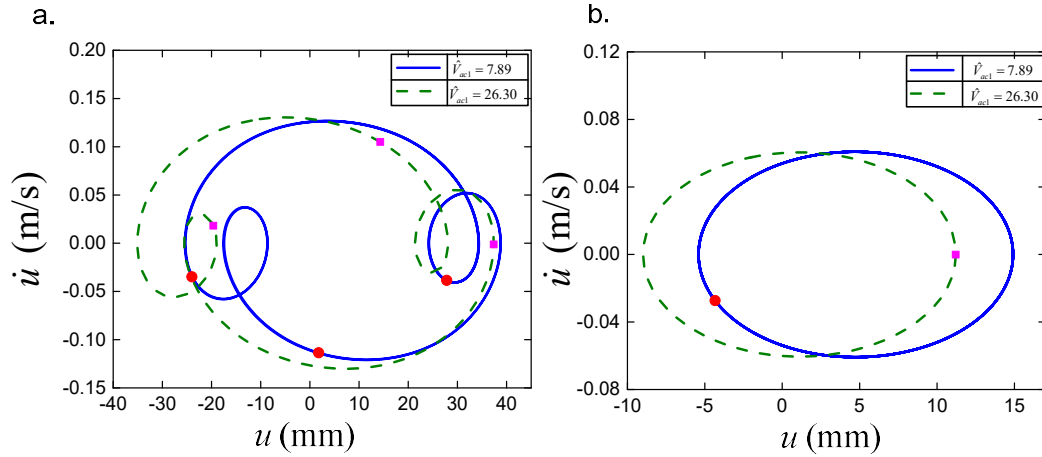 a.
b.
0.20
0.15
0.10
0.05
0.00
-0.05
-0.10
-0.15
u̇ (m/s)
-40 -30 -20 -10 0 10 20 30 40
u (mm)
V̂ac1 = 7.89
V̂ac1 = 26.30
0.12
0.08
0.04
0.00
-0.04
-0.08
u̇ (m/s)
-10 -5 0 5 10 15
u (mm)
V̂ac1 = 7.89
V̂ac1 = 26.30